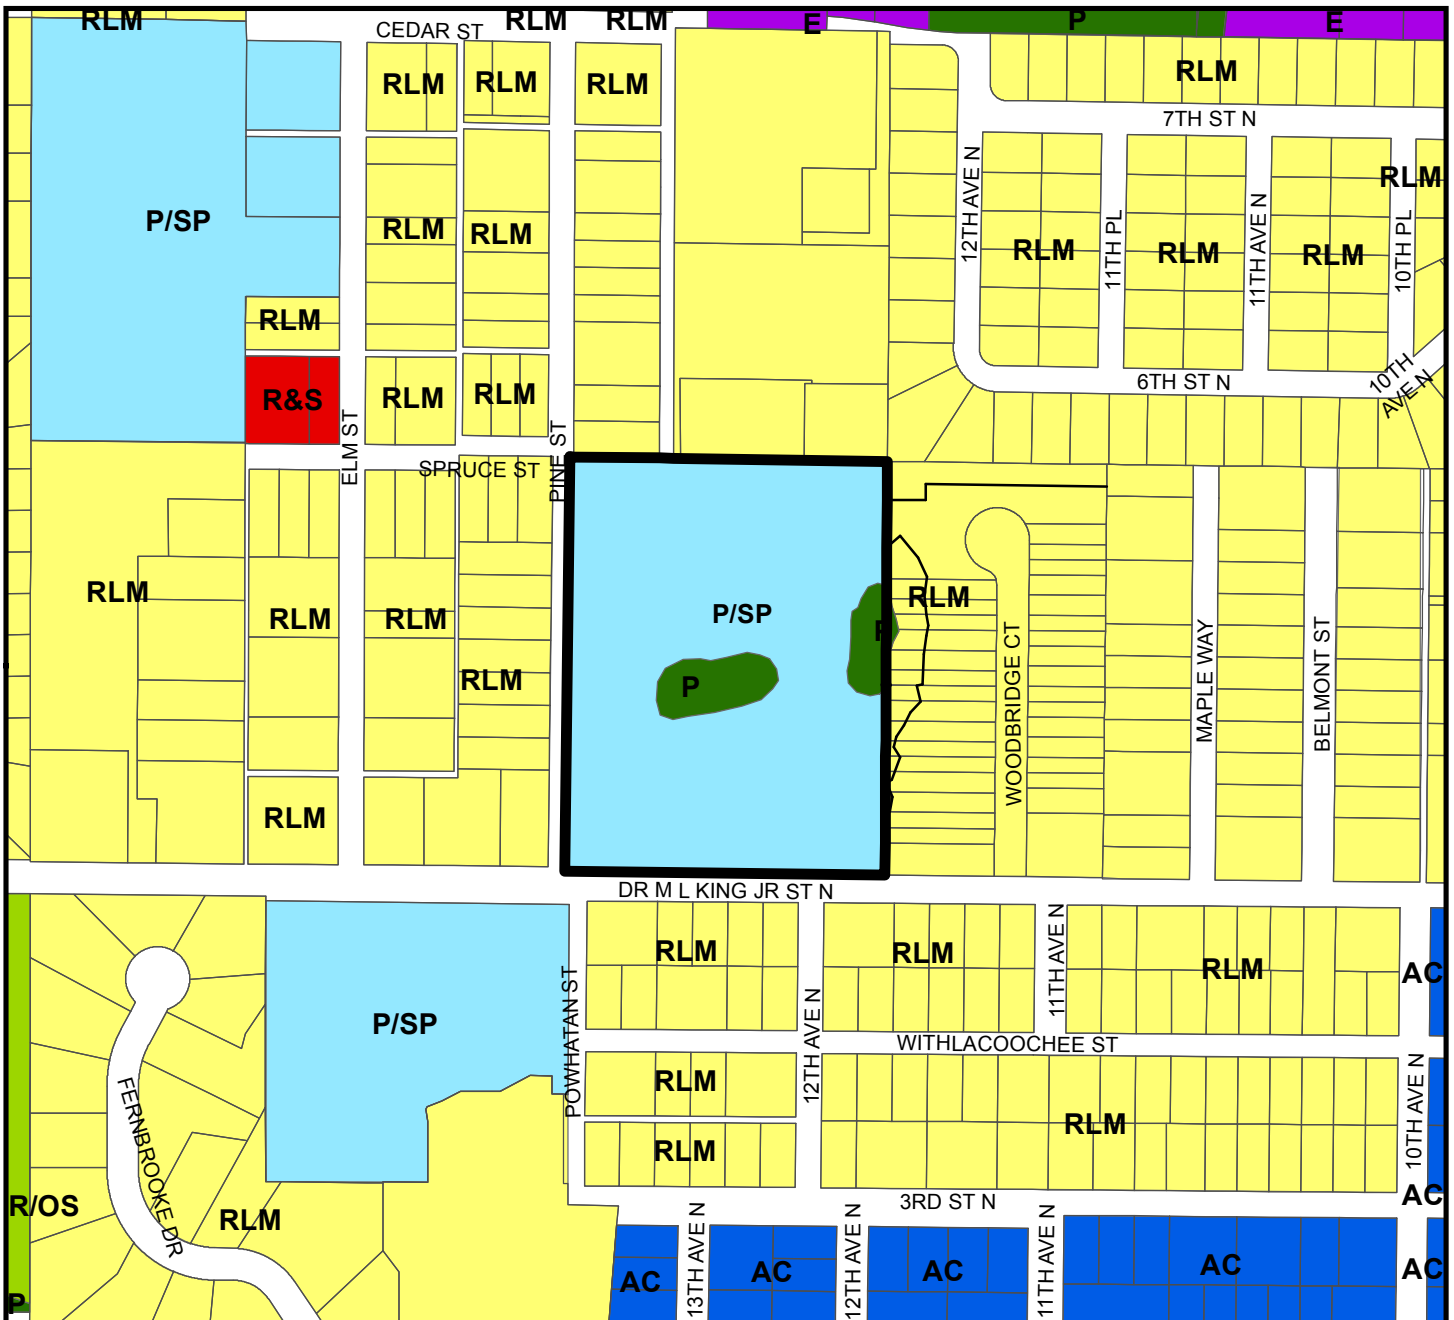 RLM
CEDAR ST
RLM
RLM
E
P
E
RLM
RLM
RLM
RLM
7TH ST N
RLM
P/SP
RLM
RLM
12TH AVE N
RLM
11TH PL
RLM
11TH AVE N
RLM
10TH PL
RLM
R&S
RLM
RLM
6TH ST N
10TH
AVE N
ELM ST
SPRUCE ST
PINE ST
RLM
RLM
RLM
RLM
P/SP
P
P
RLM
WOODBRIDGE CT
MAPLE WAY
BELMONT ST
RLM
DR M L KING JR ST N
RLM
RLM
11TH AVE N
RLM
AC
P/SP
POWHATAN ST
12TH AVE N
WITHLACOOCHEE ST
RLM
RLM
10TH AVE N
FERNBROOKE DR
RLM
R/OS
RLM
3RD ST N
AC
P
AC
13TH AVE N
AC
12TH AVE N
AC
11TH AVE N
AC
AC